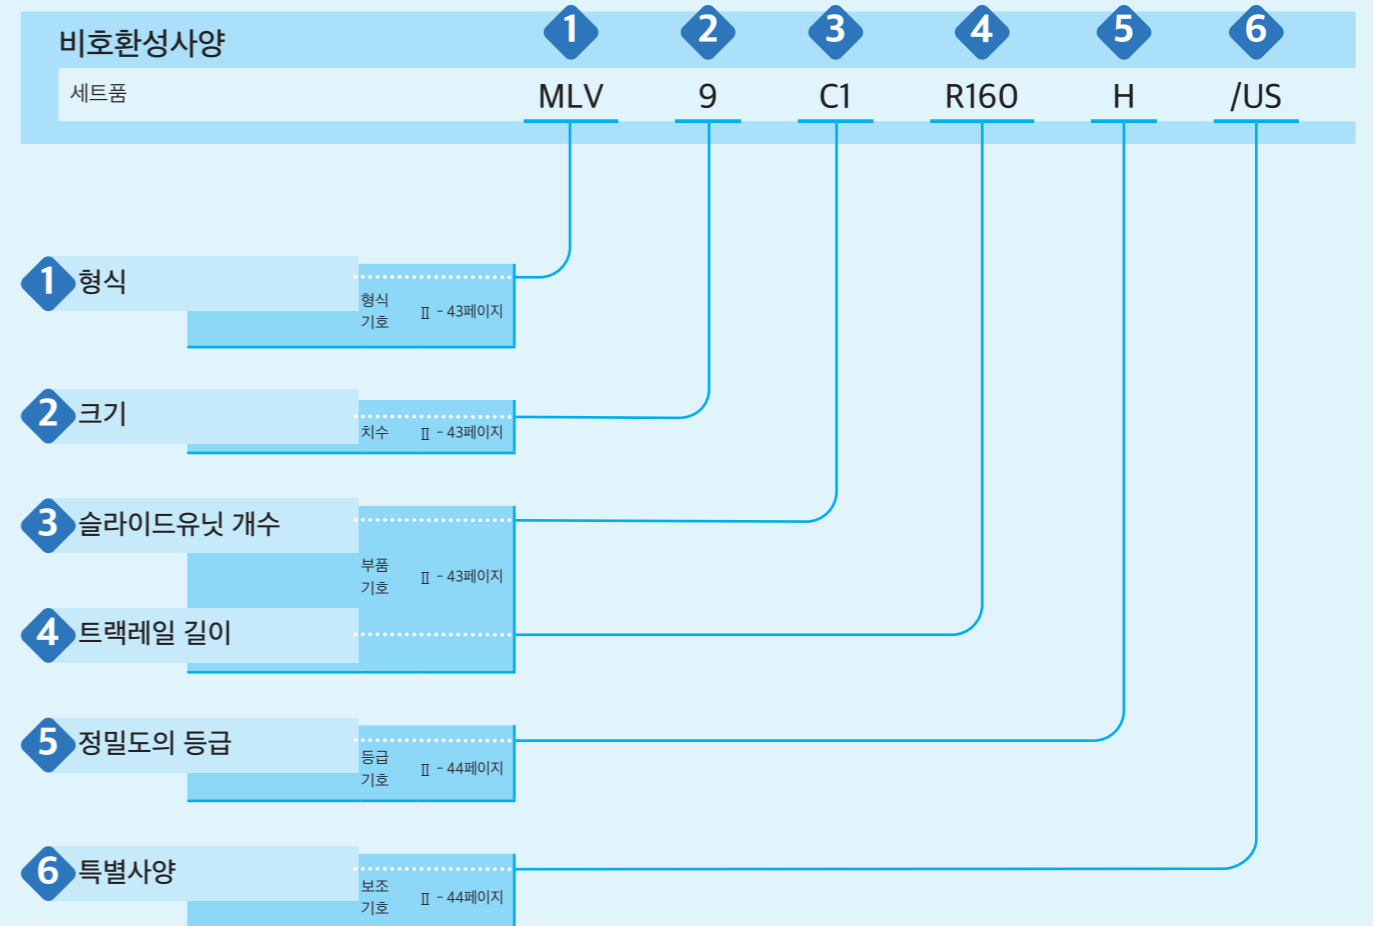 1 2 3 4 5 6
비호환성사양
세트품 MLV 9 C1 R160 H /US
1 형식
형식
기호 Ⅱ - 43페이지
2 크기
치수 Ⅱ - 43페이지
3 슬라이드유닛 개수
부품
기호 Ⅱ - 43페이지
4 트랙레일 길이
5 정밀도의 등급
등급
기호 Ⅱ - 44페이지
6 특별사양
보조
기호 Ⅱ - 44페이지